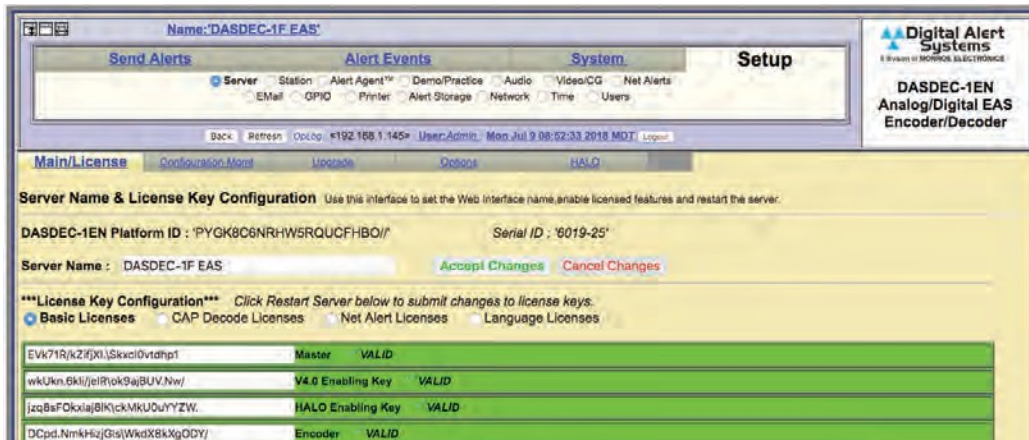 Name:'DASDEC-1F EAS'
Send Alerts Alert Events System Setup
Server Station Alert Agent™ Demo/Practice Audio Video/CG Net Alerts
EMail GPIO Printer Alert Storage Network Time Users
Back Refresh OpLog <192.168.1.145> User:Admin Mon Jul 9 08:52:33 2018 MDT Logout
Digital Alert
Systems
A Division of MONROE ELECTRONICS
DASDEC-1EN
Analog/Digital EAS
Encoder/Decoder
Main/License Configuration Mgmt Upgrade Options HALO
Server Name & License Key Configuration Use this interface to set the Web Interface name,enable licensed features and restart the server.
DASDEC-1EN Platform ID : 'PYGK8C6NRHW5RQUCFHBO//' Serial ID : '6019-25'
Server Name : DASDEC-1F EAS Accept Changes Cancel Changes
***License Key Configuration*** Click Restart Server below to submit changes to license keys.
Basic Licenses CAP Decode Licenses Net Alert Licenses Language Licenses
Master VALID
V4.0 Enabling Key VALID
HALO Enabling Key VALID
Encoder VALID